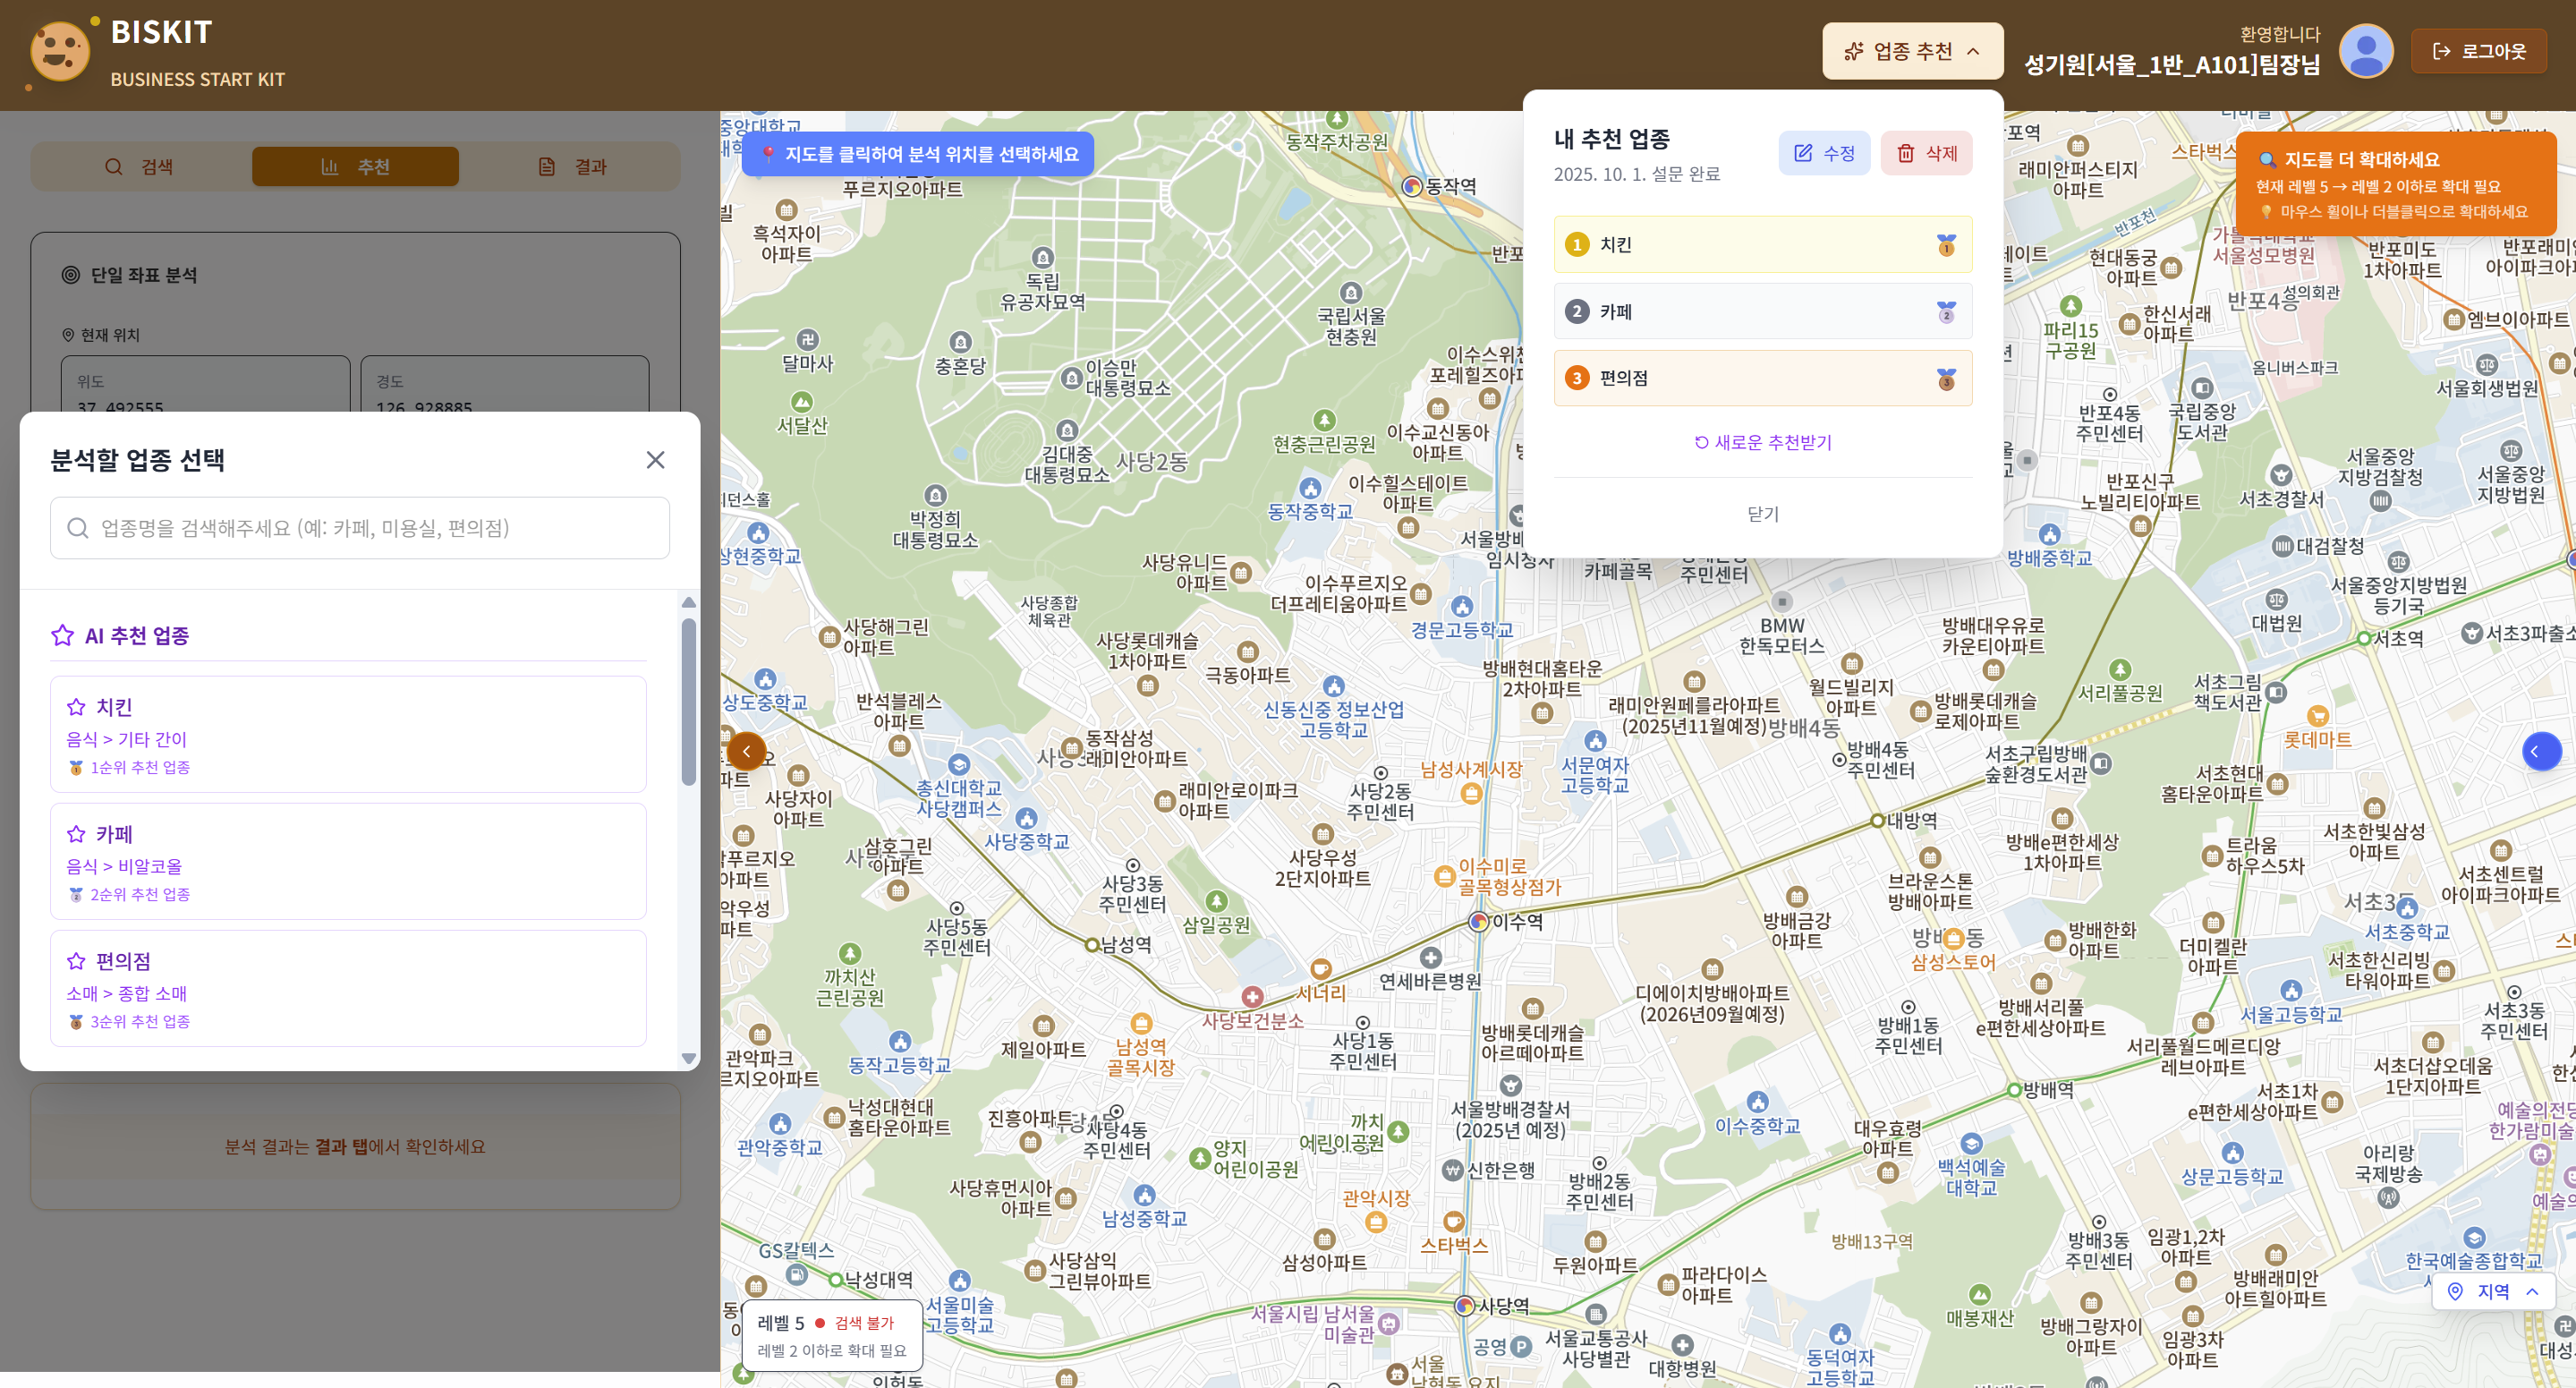 BISKIT
BUSINESS START KIT
업종 추천
환영합니다
성기원[서울_1반_A101]팀장님
로그아웃
검색
추천
결과
단일 좌표 분석
현재 위치
위도
37.492555
경도
126.928885
분석할 업종 선택
업종명을 검색해주세요 (예: 카페, 미용실, 편의점)
AI 추천 업종
치킨
음식 > 기타 간이
1순위 추천 업종
카페
음식 > 비알코올
2순위 추천 업종
편의점
소매 > 종합 소매
3순위 추천 업종
분석 결과는 결과 탭에서 확인하세요
지도를 클릭하여 분석 위치를 선택하세요
내 추천 업종
2025. 10. 1. 설문 완료
수정
삭제
1 치킨
2 카페
3 편의점
새로운 추천받기
닫기
지도를 더 확대하세요
현재 레벨 5 → 레벨 2 이하로 확대 필요
마우스 휠이나 더블클릭으로 확대하세요
레벨 5 검색 불가
레벨 2 이하로 확대 필요
지역
동작주차공원
동작역
푸르지오아파트
흑석자이
아파트
독립
유공자묘역
국립서울
현충원
달마사
충혼당
이승만
대통령묘소
서달산
김대중
대통령묘소
사당2동
현충근린공원
이수교신동아
아파트
박정희
대통령묘소
동작중학교
이수힐스테이트
아파트
사당유니드
아파트
이수푸르지오
더프레티움아파트
카페골목
주민센터
경문고등학교
사당종합
체육관
사당해그린
아파트
사당롯데캐슬
1차아파트
극동아파트
상도중학교
반석블레스
아파트
신동신중 정보산업
고등학교
방배현대홈타운
2차아파트
BMW
한독모터스
방배대우유로
카운티아파트
월드빌리지
아파트
방배롯데캐슬
로제아파트
래미안원페를라아파트
(2025년11월예정)
방배4동
방배4동
주민센터
서리풀공원
서초그림
책도서관
롯데마트
서초구립방배
숲환경도서관
서초현대
홈타운아파트
동작삼성
래미안아파트
총신대학교
사당캠퍼스
사당자이
아파트
래미안로이파크
아파트
사당2동
주민센터
남성사계시장
서문여자
고등학교
사당중학교
삼호그린
아파트
사당우성
2단지아파트
이수미로
골목형상점가
내방역
방배e편한세상
1차아파트
트라움
하우스5차
서초한빛삼성
아파트
서초센트럴
아이파크아파트
사당3동
주민센터
사당5동
주민센터
삼일공원
이수역
남성역
방배금강
아파트
브라운스톤
방배아파트
삼성스토어
방배한화
아파트
더미켈란
아파트
서초중학교
서초한신리빙
타워아파트
까치산
근린공원
연세바른병원
사당보건분소
디에이치방배아파트
(2026년09월예정)
방배서리풀
e편한세상아파트
서울고등학교
서초3동
주민센터
방배1동
주민센터
관악파크
동작고등학교
제일아파트
남성역
골목시장
사당1동
주민센터
방배롯데캐슬
아르떼아파트
서리풀월드메르디앙
레브아파트
서초더샵오데움
1단지아파트
서초1차
e편한세상아파트
방배역
서울방배경찰서
(2025년 예정)
관악중학교
낙성대현대
홈타운아파트
진흥아파트
사당4동
주민센터
양지
어린이공원
까치
어린이공원
신한은행
방배2동
주민센터
이수중학교
대우효령
아파트
백석예술
대학교
상문고등학교
아리랑
국제방송
사당휴먼시아
아파트
남성중학교
관악시장
스타벅스
GS칼텍스
낙성대역
사당삼익
그린뷰아파트
삼성아파트
두원아파트
파라다이스
아파트
방배13구역
방배3동
주민센터
임광1,2차
아파트
방배래미안
아트힐아파트
한국예술종합학교
서울미술
고등학교
서울시립 남서울
미술관
사당역
공영
서울교통공사
사당별관
대항병원
동덕여자
고등학교
매봉재산
방배그랑자이
아파트
임광3차
아파트
래미안퍼스티지
아파트
반포천
현대동궁
아파트
서울성모병원
반포미도
1차아파트
성의회관
반포4동
파리15
구공원
한신서래
아파트
엠브이아파트
옴니버스파크
서울회생법원
반포4동
주민센터
국립중앙
도서관
서울중앙
지방검찰청
서울중앙
지방법원
서초경찰서
반포신구
노빌리티아파트
방배중학교
대검찰청
서울중앙지방법원
등기국
대법원
서초역